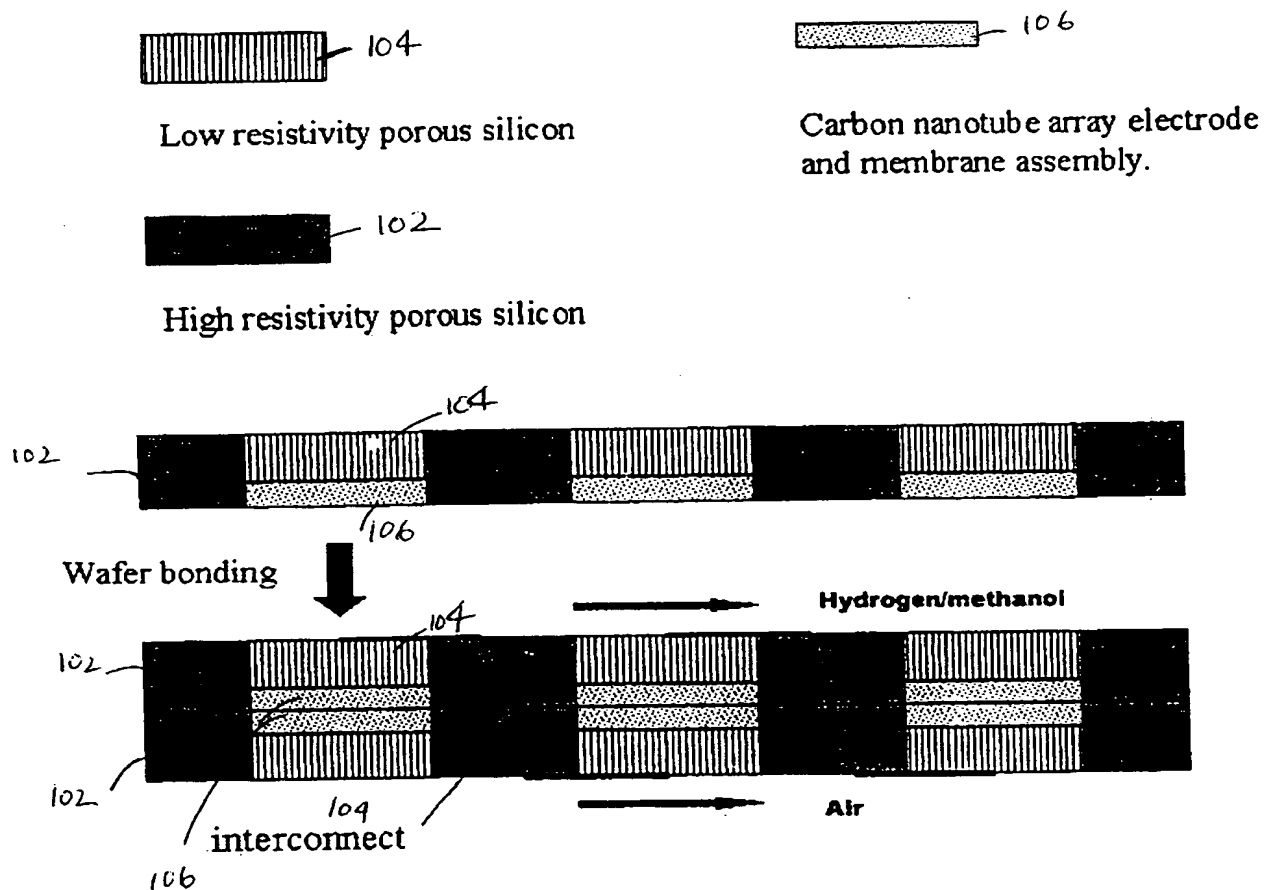 104
106
Low resistivity porous silicon
Carbon nanotube array electrode
and membrane assembly.
102
High resistivity porous silicon
104
102
106
Wafer bonding
Hydrogen/methanol
104
102
102
104
Air
interconnect
106